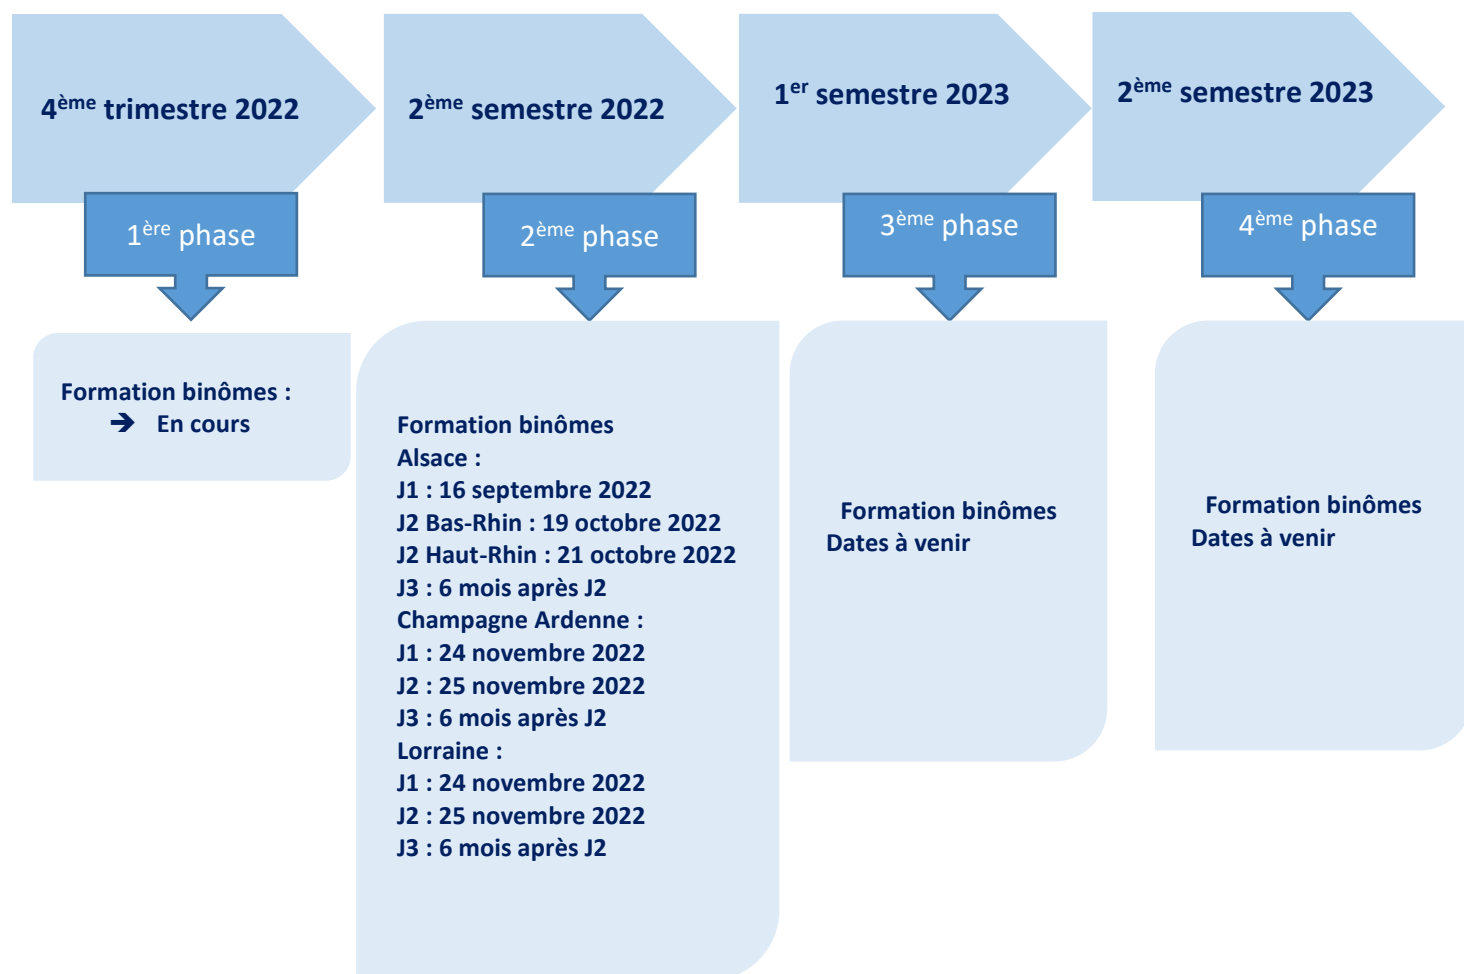 4ème trimestre 2022
2ème semestre 2022
1er semestre 2023
2ème semestre 2023
1ère phase
2ème phase
3ème phase
4ème phase
Formation binômes :
➔ En cours
Formation binômes
Alsace :
J1 : 16 septembre 2022
J2 Bas-Rhin : 19 octobre 2022
J2 Haut-Rhin : 21 octobre 2022
J3 : 6 mois après J2
Champagne Ardenne :
J1 : 24 novembre 2022
J2 : 25 novembre 2022
J3 : 6 mois après J2
Lorraine :
J1 : 24 novembre 2022
J2 : 25 novembre 2022
J3 : 6 mois après J2
Formation binômes
Dates à venir
Formation binômes
Dates à venir